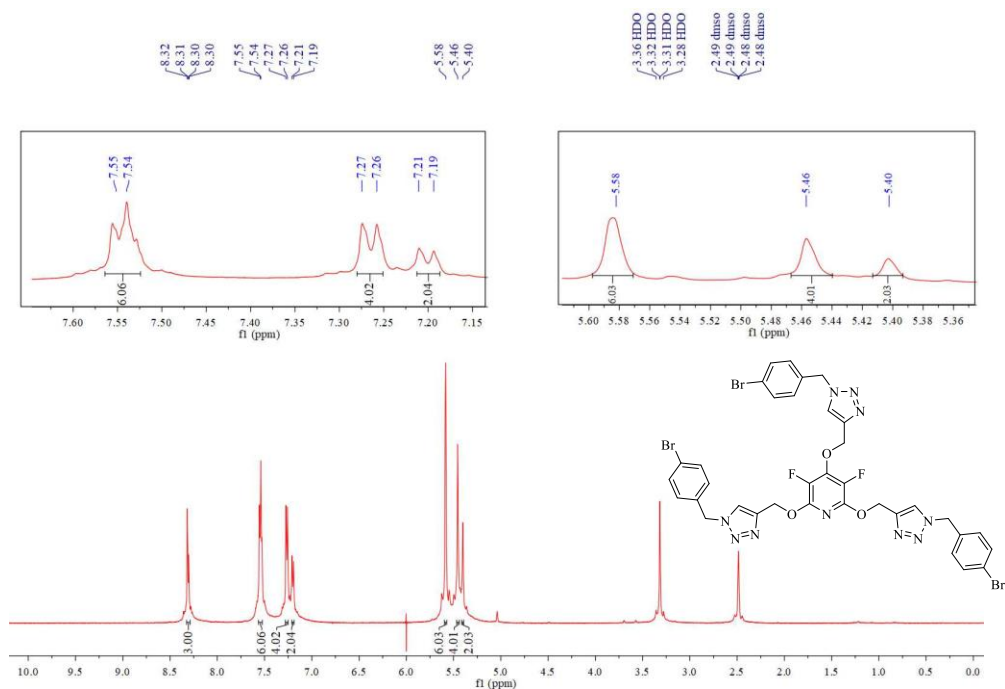 8.32
8.31
8.30
8.30
7.55
7.54
7.27
7.26
7.21
7.19
5.58
5.46
5.40
3.36 HDO
3.32 HDO
3.31 HDO
3.28 HDO
2.49 dmso
2.49 dmso
2.48 dmso
2.48 dmso
7.55
7.54
7.27
7.26
7.21
7.19
6.06
4.02
2.04
7.60 7.55 7.50 7.45 7.40 7.35 7.30 7.25 7.20 7.15
f1 (ppm)
5.58
5.46
5.40
6.03
4.01
2.03
5.60 5.58 5.56 5.54 5.52 5.50 5.48 5.46 5.44 5.42 5.40 5.38 5.36
f1 (ppm)
Br
N
N
N
Br
O
F
F
N
N
N
O
N
O
N
N
N
Br
3.00
6.06
4.02
2.04
6.03
4.01
2.03
10.0 9.5 9.0 8.5 8.0 7.5 7.0 6.5 6.0 5.5 5.0 4.5 4.0 3.5 3.0 2.5 2.0 1.5 1.0 0.5 0.0
f1 (ppm)